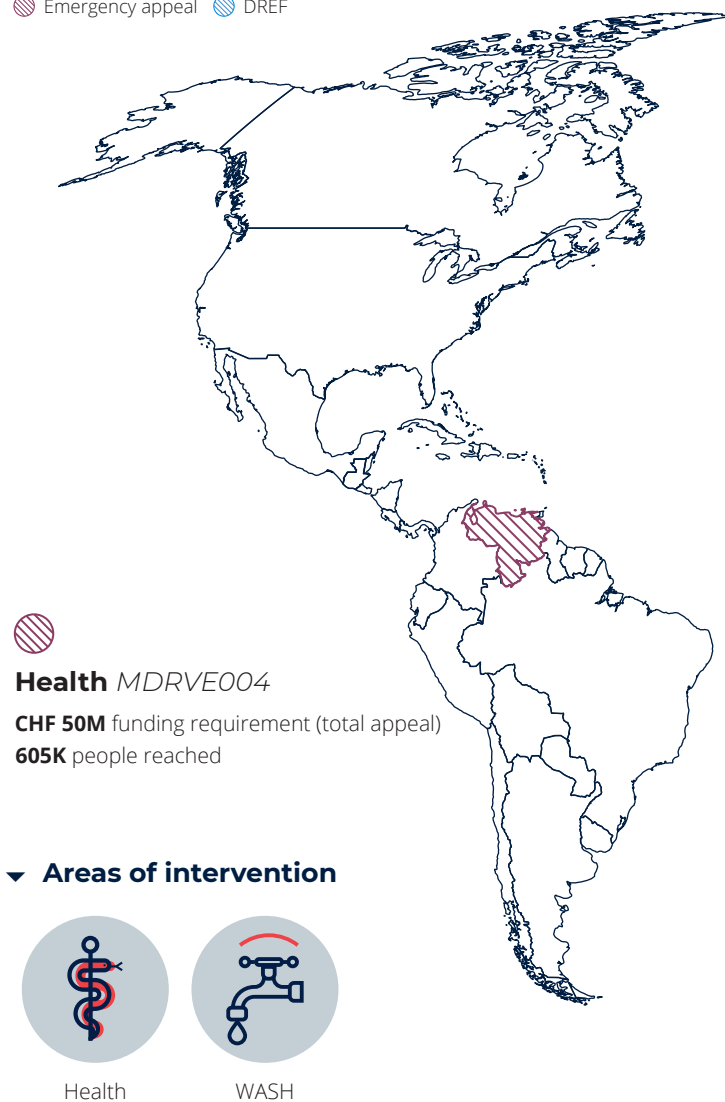 Emergency appeal DREF
Health MDRVE004
CHF 50M funding requirement (total appeal)
605K people reached
Areas of intervention
Health WASH